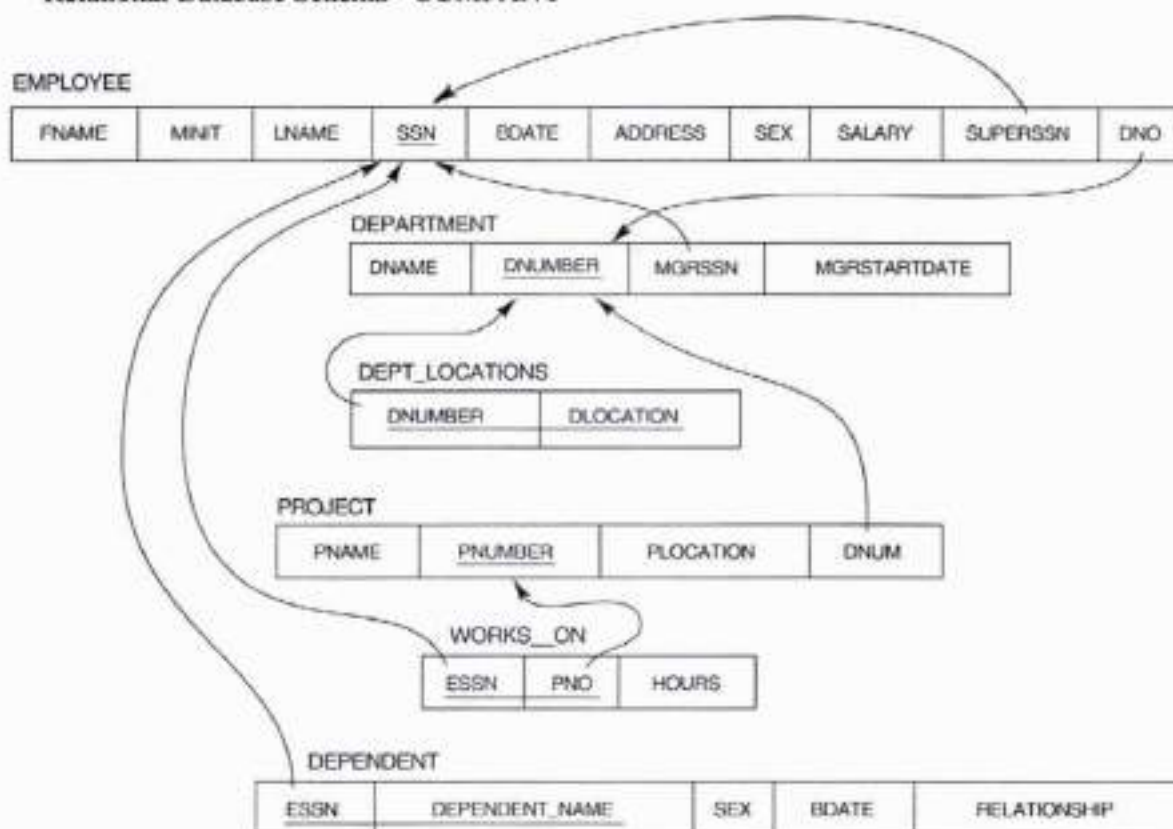 EMPLOYEE
FNAME MINIT LNAME SSN BDATE ADDRESS SEX SALARY SUPERSSN DNO
DEPARTMENT
DNAME DNUMBER MGRSSN MGRSTARTDATE
DEPT_LOCATIONS
DNUMBER DLOCATION
PROJECT
PNAME PNUMBER PLOCATION DNUM
WORKS_ON
ESSN PNO HOURS
DEPENDENT
ESSN DEPENDENT_NAME SEX BDATE RELATIONSHIP